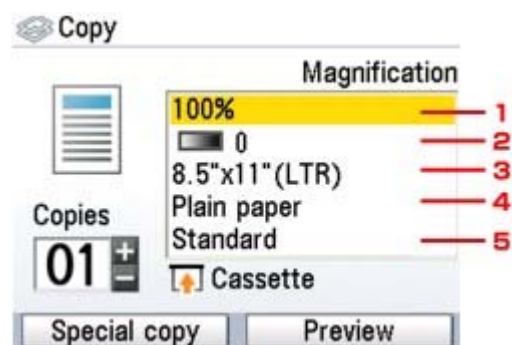 Copy
Magnification
100% 1
0 2
8.5"x11"(LTR) 3
Plain paper 4
Standard 5
Copies
01 + -
Cassette
Special copy Preview